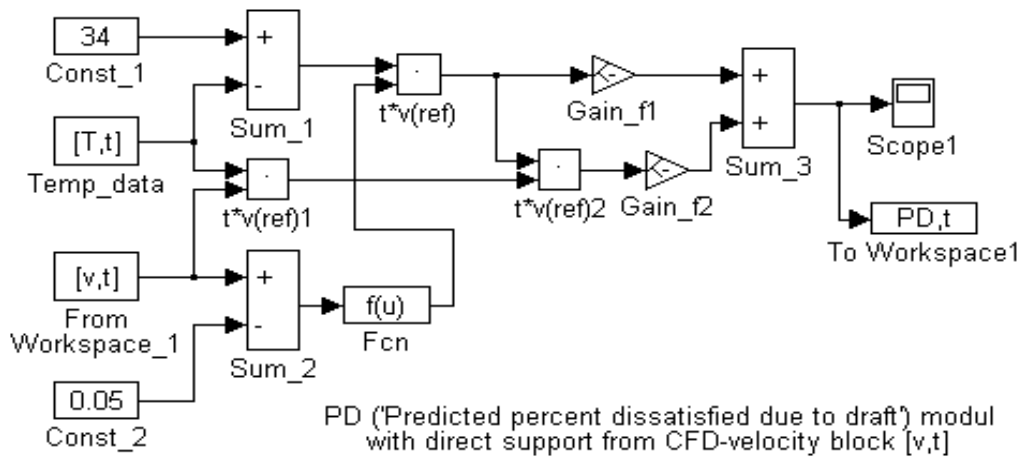 34
Const_1
+
-
Sum_1
[T,t]
Temp_data
t*v(ref)1
t*v(ref)
Gain_f1
t*v(ref)2
Gain_f2
+
+
Sum_3
Scope1
PD,t
To Workspace1
[v,t]
From
Workspace_1
+
-
Sum_2
f(u)
Fcn
0.05
Const_2
PD ('Predicted percent dissatisfied due to draft') modul
with direct support from CFD-velocity block [v,t]